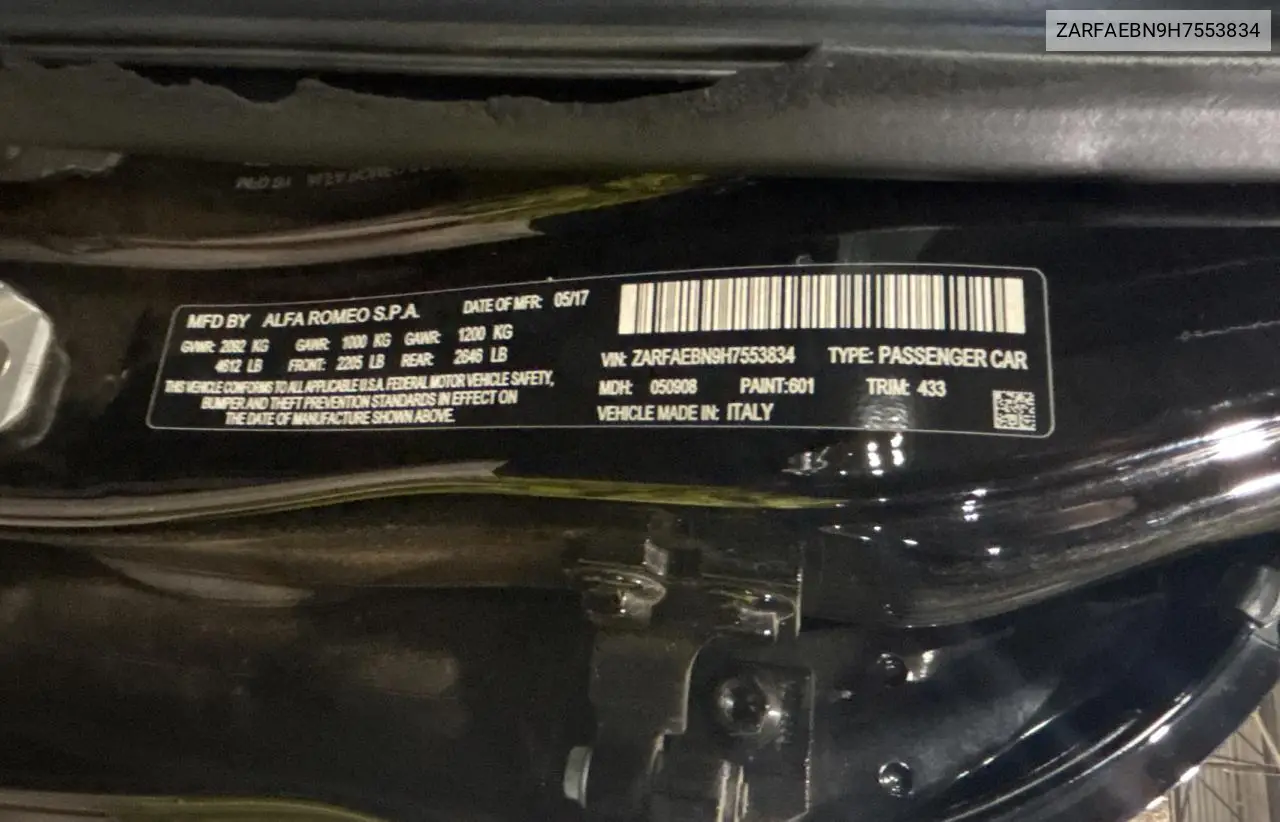 ZARFAEBN9H7553834
MFD BY ALFA ROMEO S.P.A. DATE OF MFR: 05/17
GVWR: 2092 KG GAWR: 1000 KG GAWR: 1200 KG
4612 LB FRONT: 2205 LB REAR: 2646 LB
THIS VEHICLE CONFORMS TO ALL APPLICABLE U.S.A. FEDERAL MOTOR VEHICLE SAFETY,
BUMPER AND THEFT PREVENTION STANDARDS IN EFFECT ON
THE DATE OF MANUFACTURE SHOWN ABOVE.
VIN: ZARFAEBN9H7553834 TYPE: PASSENGER CAR
MDH: 050908 PAINT:601 TRIM: 433
VEHICLE MADE IN: ITALY